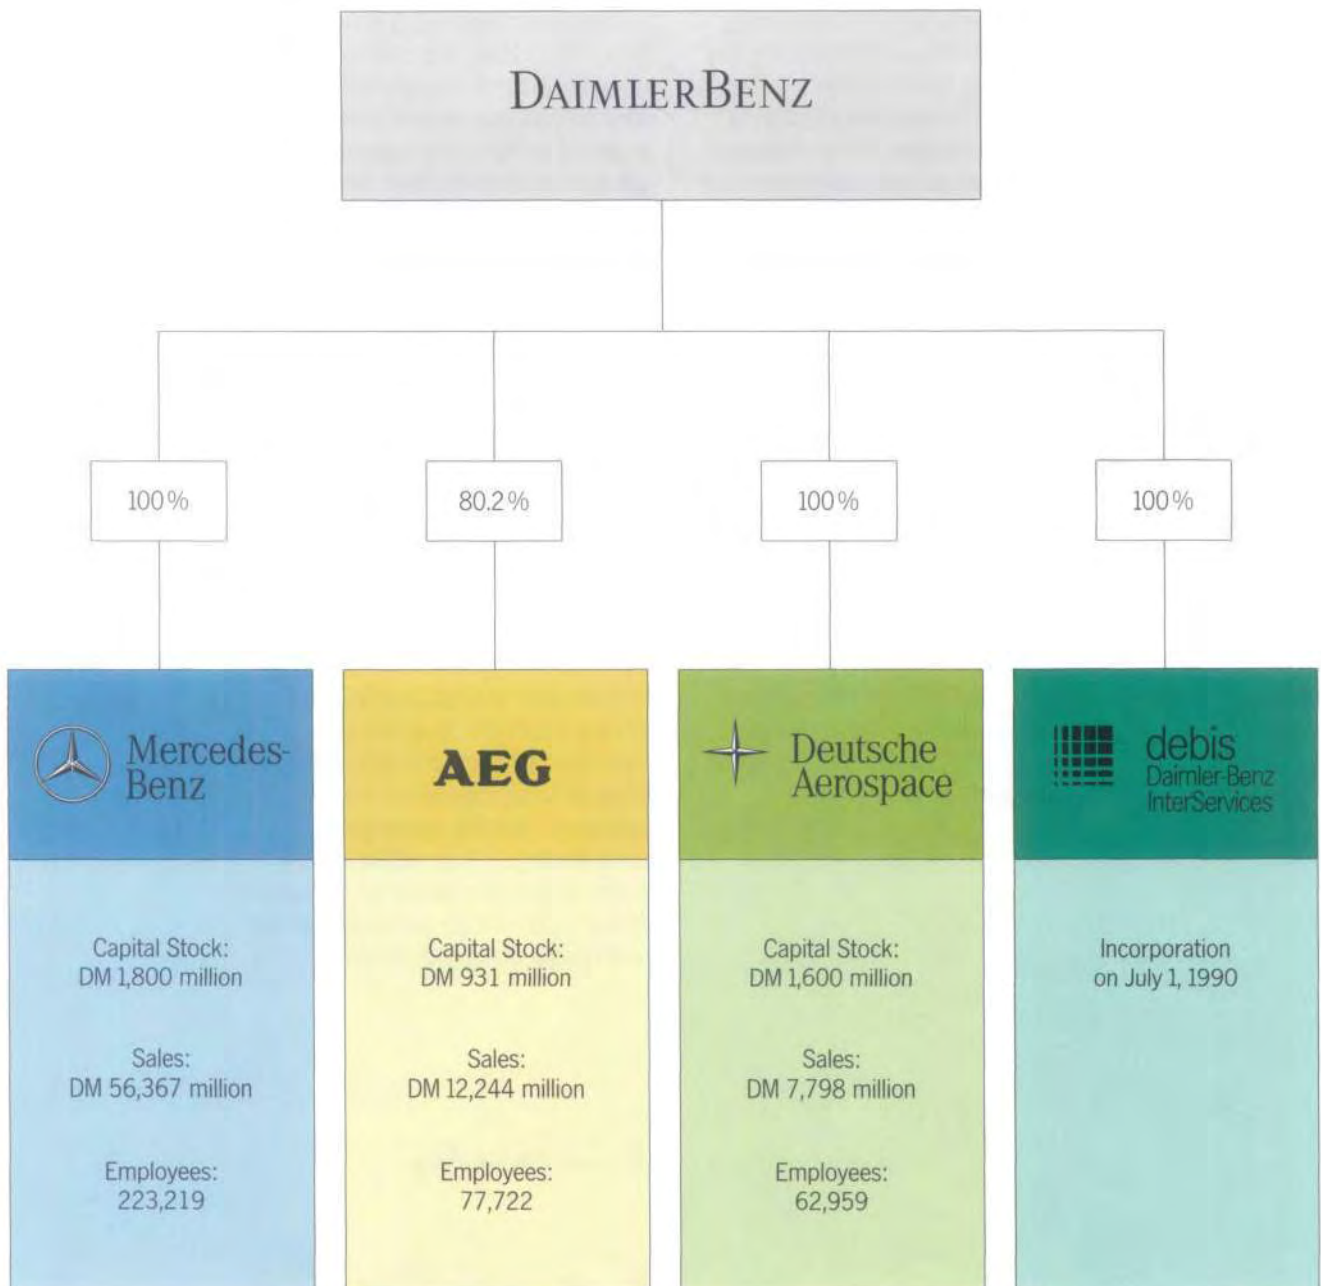 DAIMLERBENZ
100%
80.2%
100%
100%
Mercedes-
Benz
AEG
Deutsche
Aerospace
debis
Daimler-Benz
InterServices
Capital Stock:
DM 1,800 million
Sales:
DM 56,367 million
Employees:
223,219
Capital Stock:
DM 931 million
Sales:
DM 12,244 million
Employees:
77,722
Capital Stock:
DM 1,600 million
Sales:
DM 7,798 million
Employees:
62,959
Incorporation
on July 1, 1990